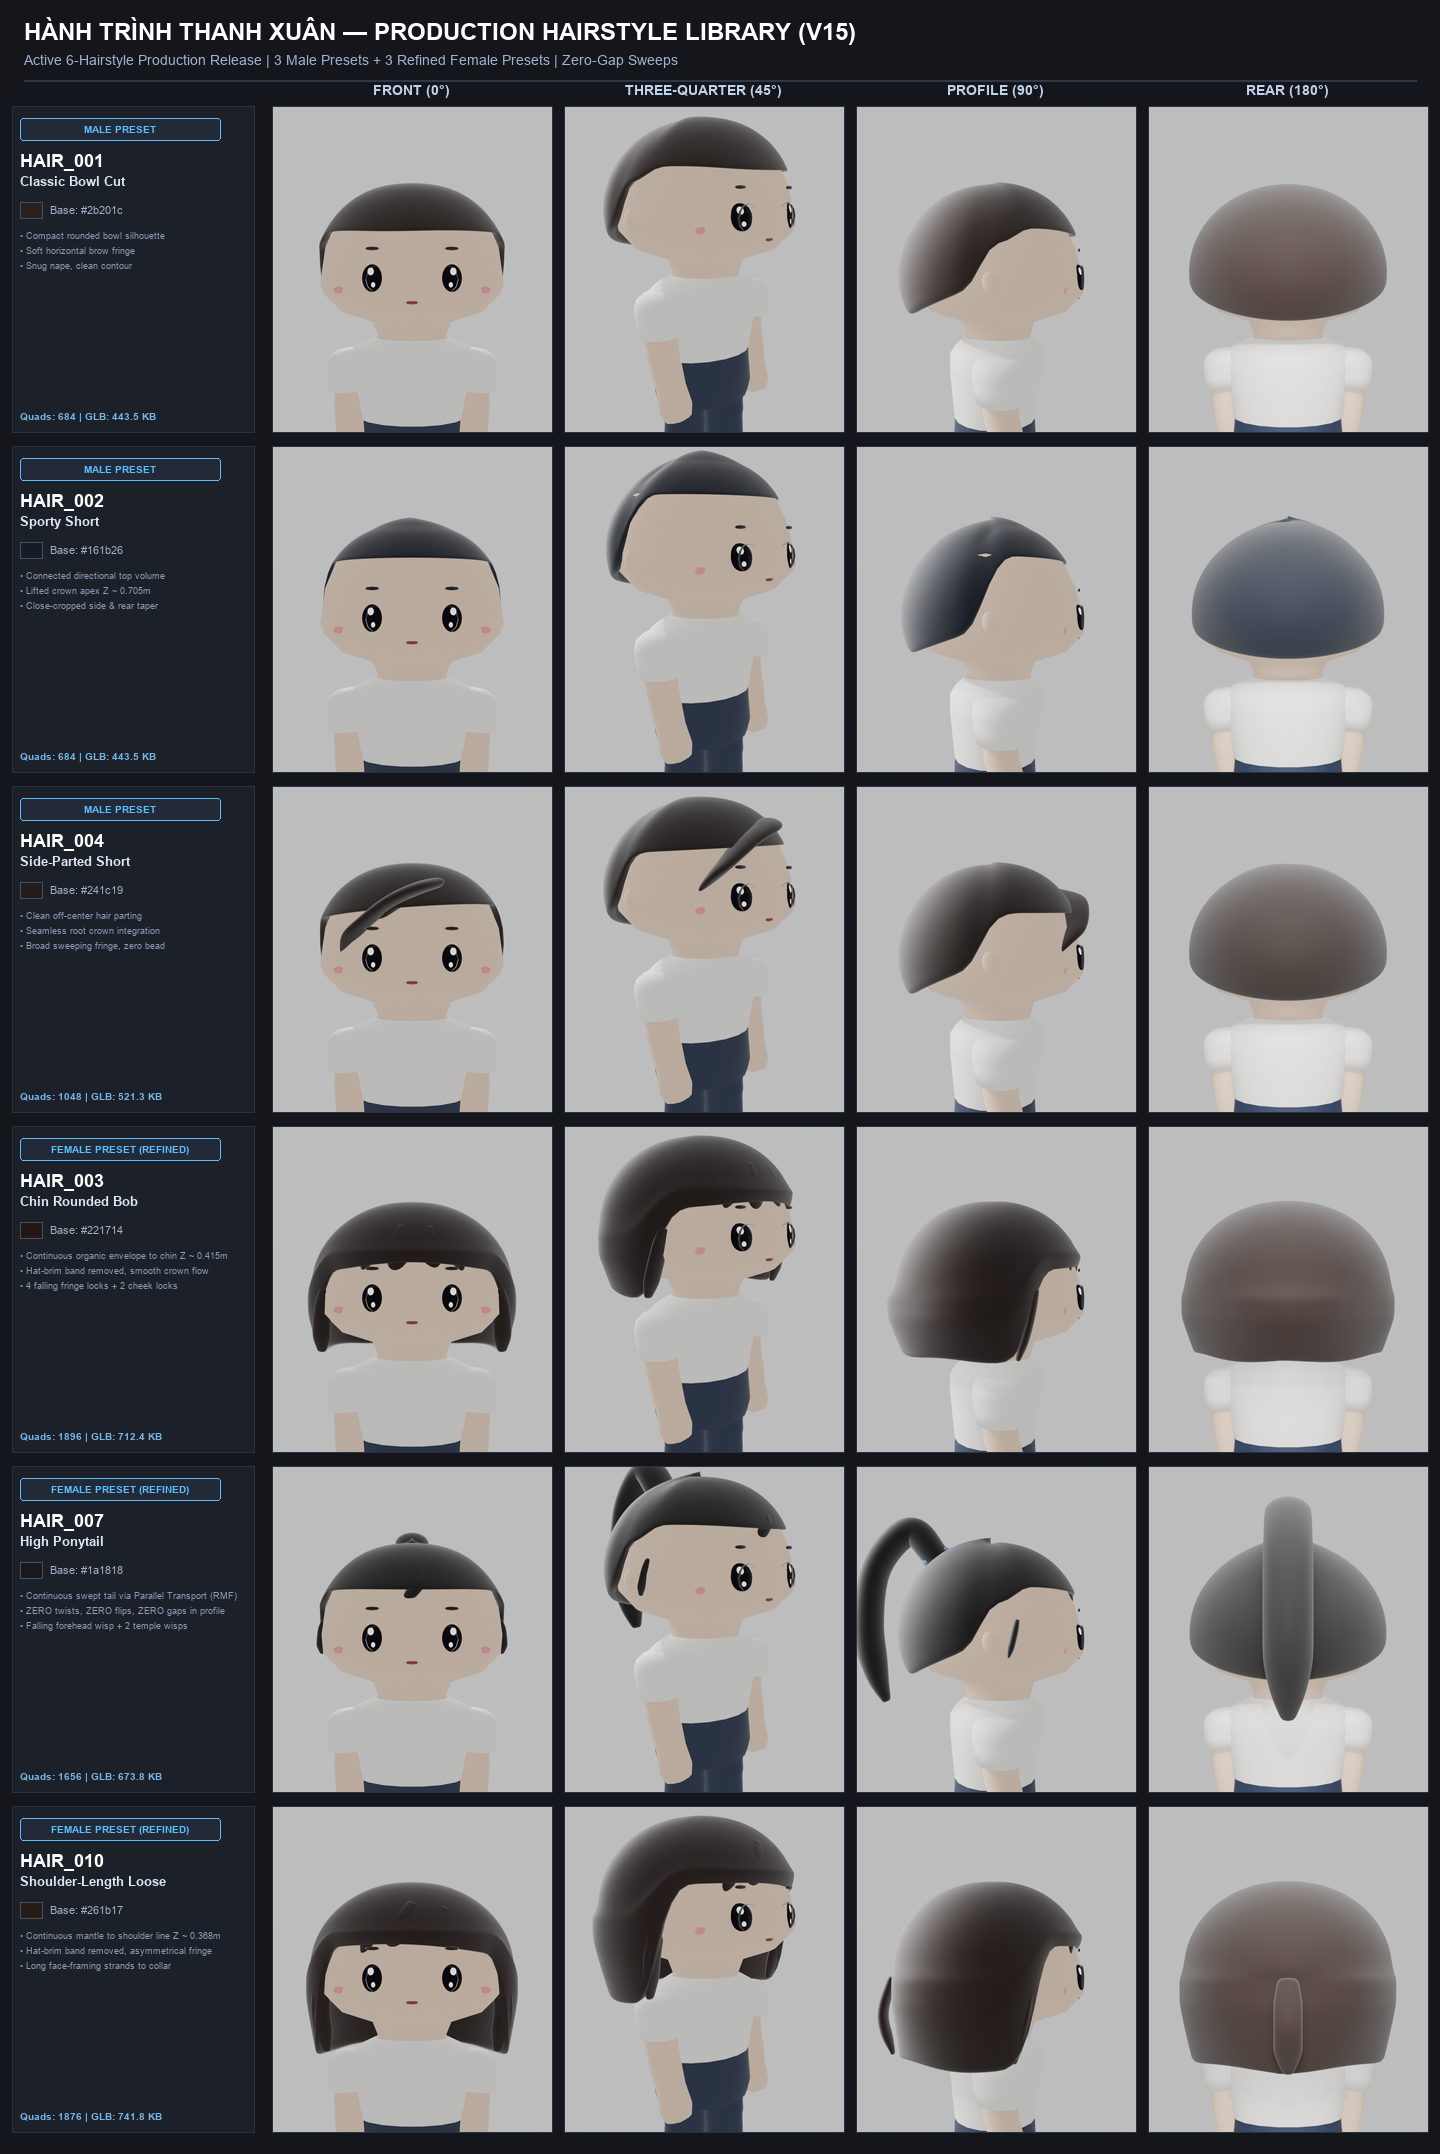 HÀNH TRÌNH THANH XUÂN — PRODUCTION HAIRSTYLE LIBRARY (V15)
Active 6-Hairstyle Production Release | 3 Male Presets + 3 Refined Female Presets | Zero-Gap Sweeps
FRONT (0°)
THREE-QUARTER (45°)
PROFILE (90°)
REAR (180°)
MALE PRESET
HAIR_001
Classic Bowl Cut
Base: #2b201c
• Compact rounded bowl silhouette
• Soft horizontal brow fringe
• Snug nape, clean contour
Quads: 684 | GLB: 443.5 KB
MALE PRESET
HAIR_002
Sporty Short
Base: #161b26
• Connected directional top volume
• Lifted crown apex Z ~ 0.705m
• Close-cropped side & rear taper
Quads: 684 | GLB: 443.5 KB
MALE PRESET
HAIR_004
Side-Parted Short
Base: #241c19
• Clean off-center hair parting
• Seamless root crown integration
• Broad sweeping fringe, zero bead
Quads: 1048 | GLB: 521.3 KB
FEMALE PRESET (REFINED)
HAIR_003
Chin Rounded Bob
Base: #221714
• Continuous organic envelope to chin Z ~ 0.415m
• Hat-brim band removed, smooth crown flow
• 4 falling fringe locks + 2 cheek locks
Quads: 1896 | GLB: 712.4 KB
FEMALE PRESET (REFINED)
HAIR_007
High Ponytail
Base: #1a1818
• Continuous swept tail via Parallel Transport (RMF)
• ZERO twists, ZERO flips, ZERO gaps in profile
• Falling forehead wisp + 2 temple wisps
Quads: 1656 | GLB: 673.8 KB
FEMALE PRESET (REFINED)
HAIR_010
Shoulder-Length Loose
Base: #261b17
• Continuous mantle to shoulder line Z ~ 0.368m
• Hat-brim band removed, asymmetrical fringe
• Long face-framing strands to collar
Quads: 1876 | GLB: 741.8 KB